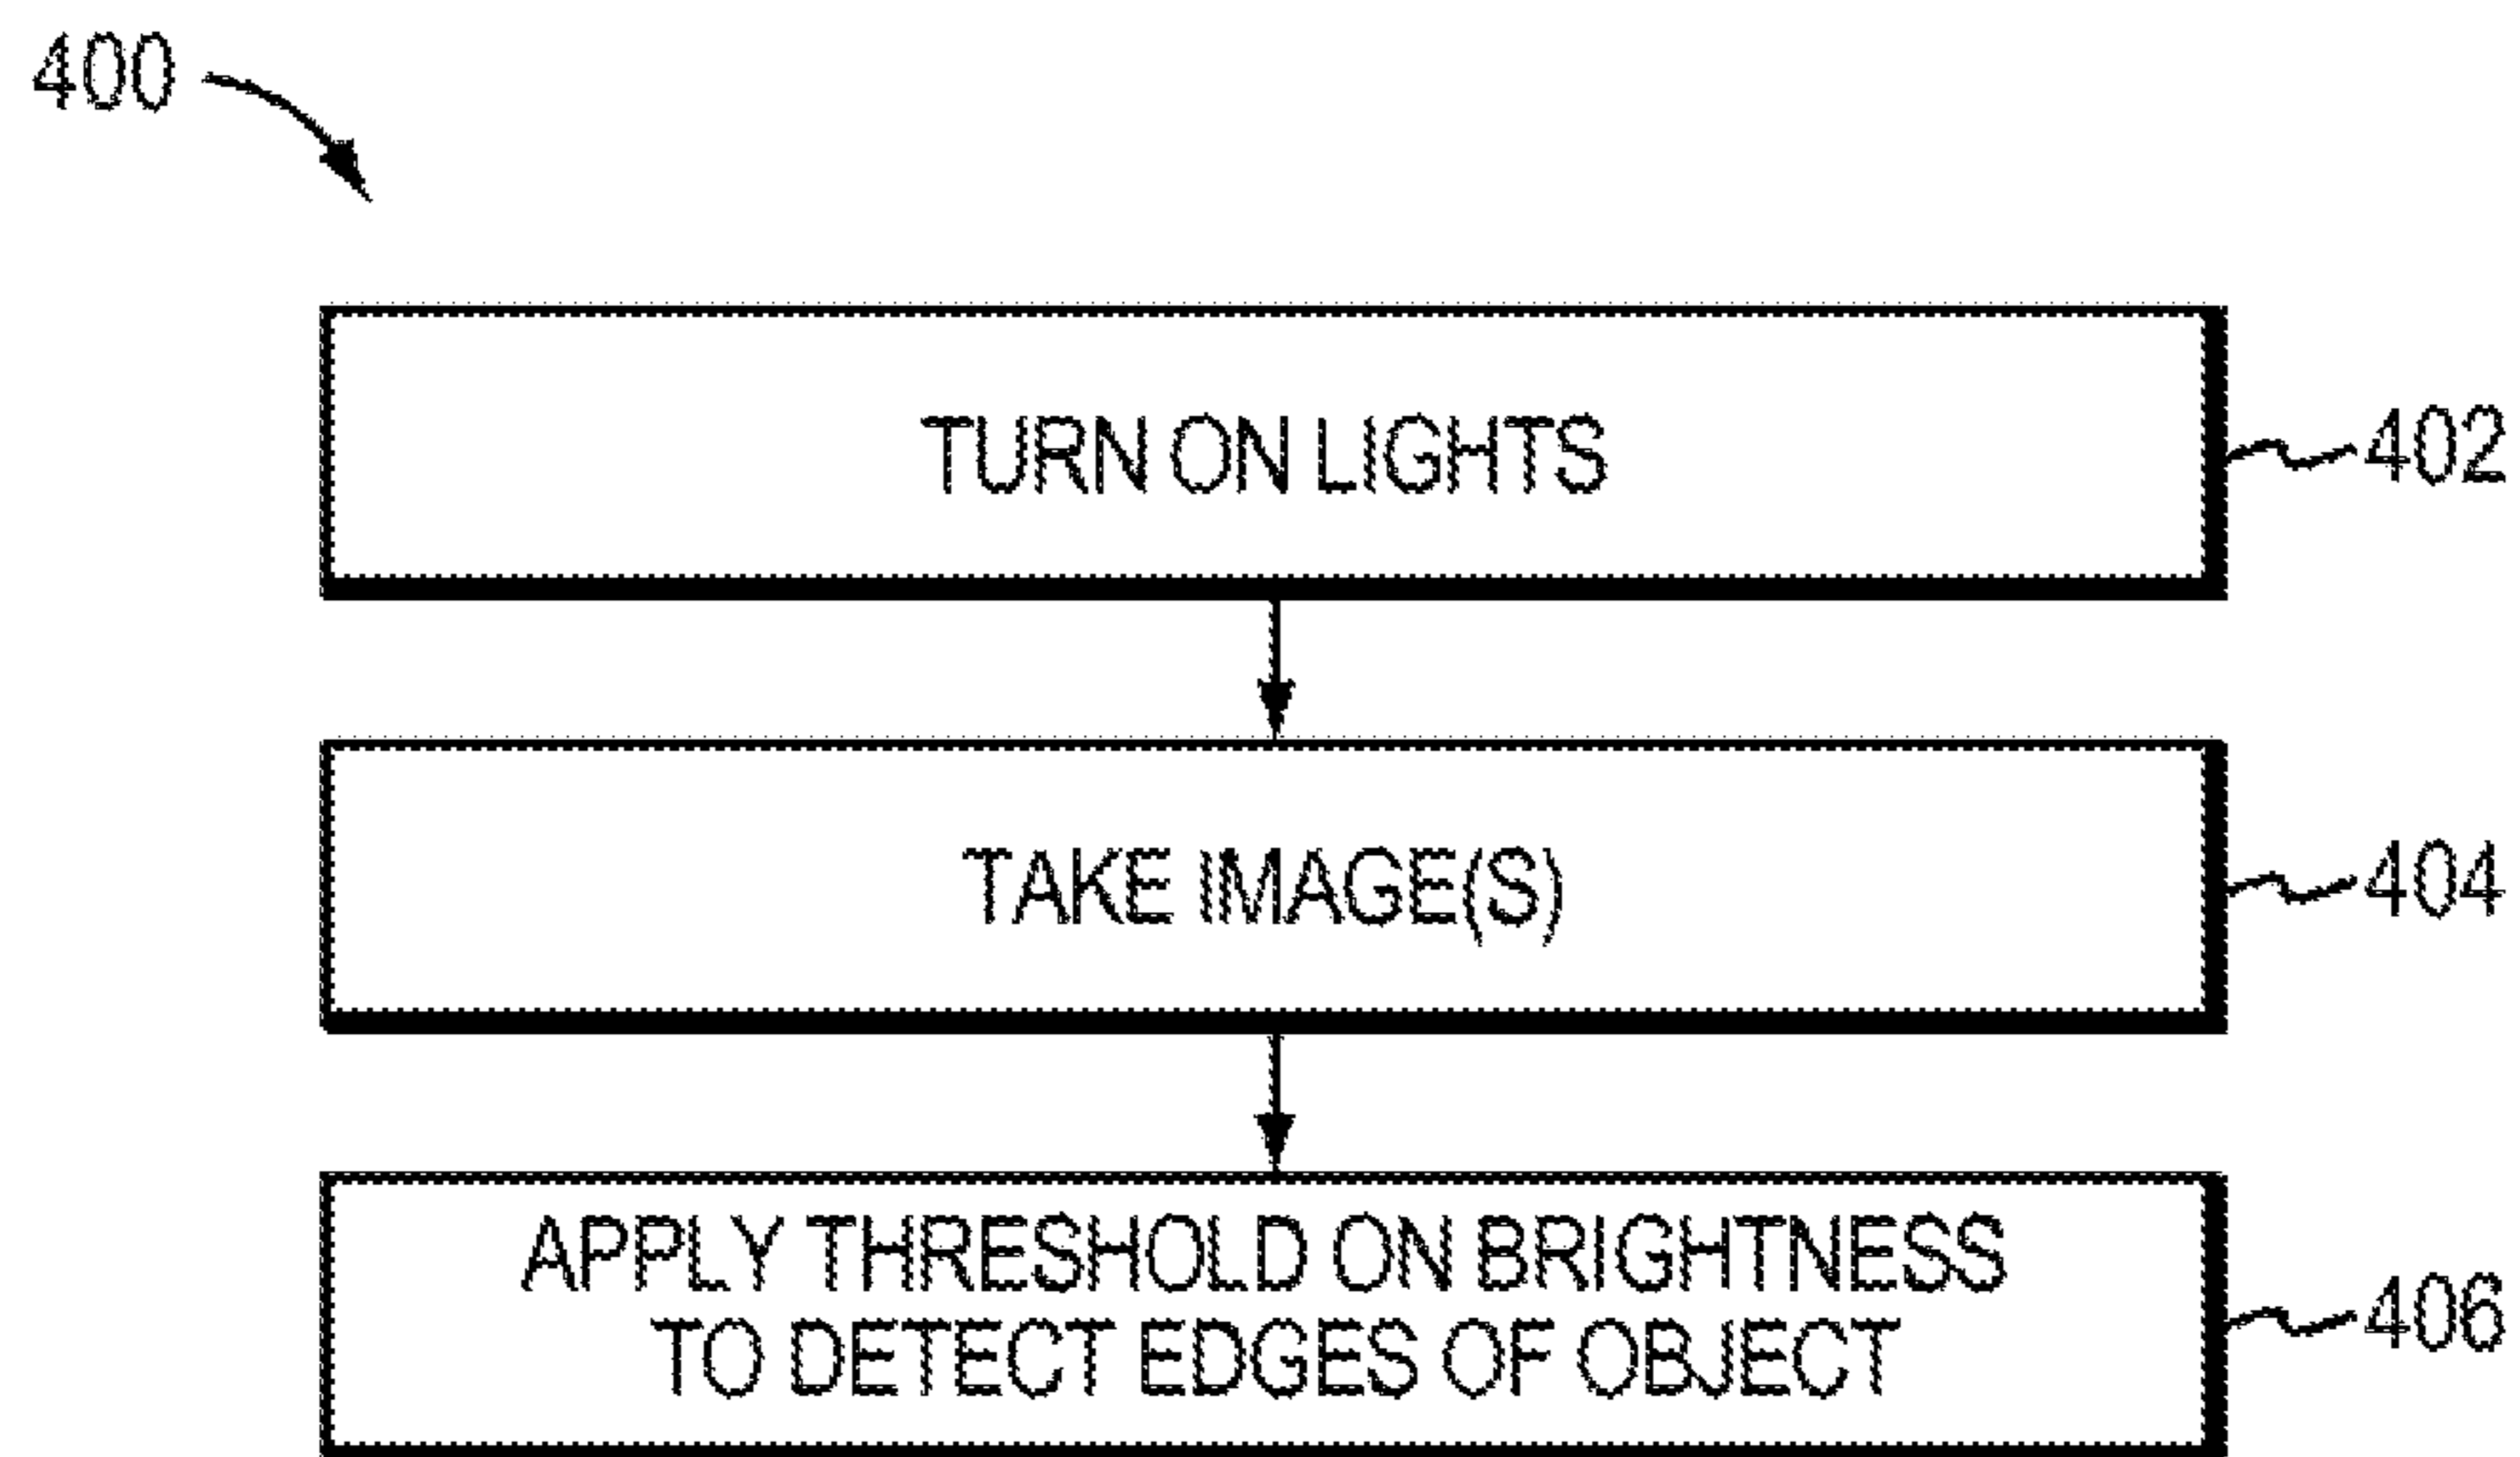 400
TURN ON LIGHTS
402
TAKE IMAGE(S)
404
APPLY THRESHOLD ON BRIGHTNESS
TO DETECT EDGES OF OBJECT
406